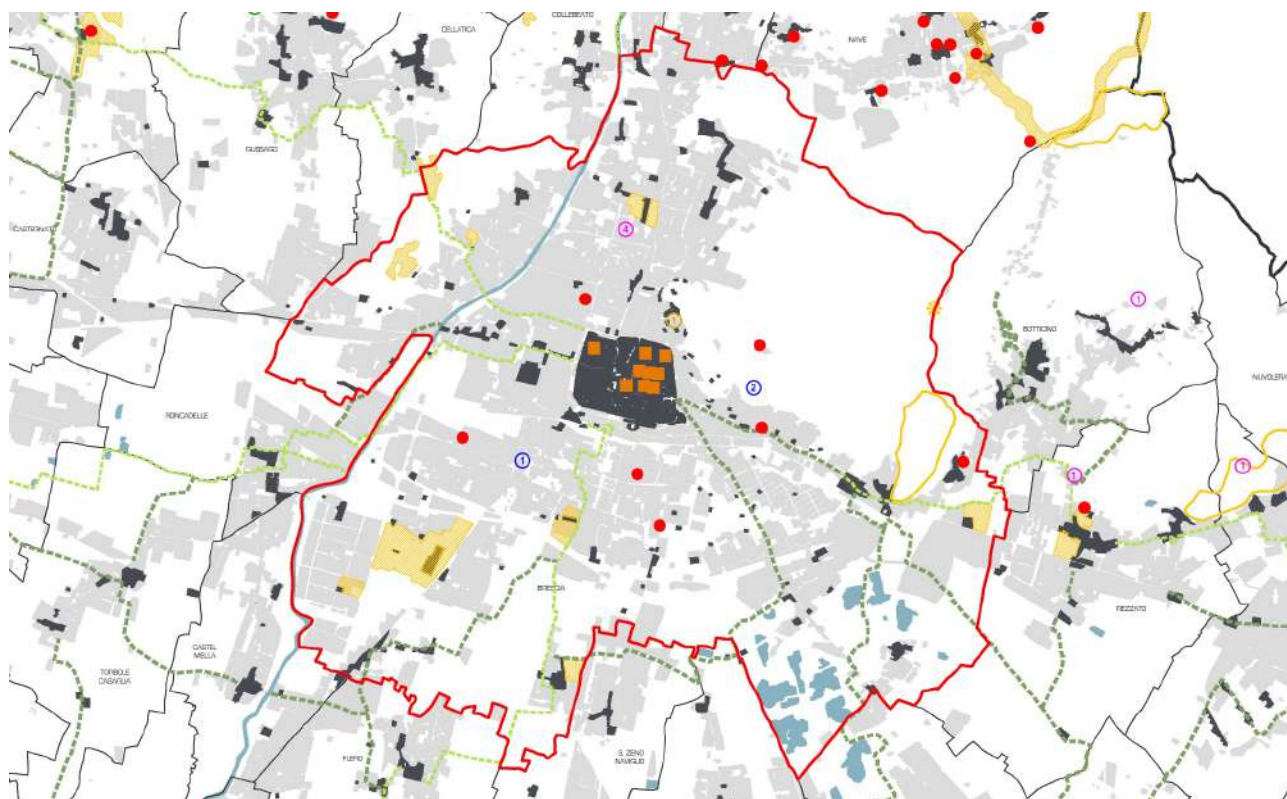 COLLEBEATO
CELLATICA
NAVE
GUSSAGO
CASTEGNATO
4
1
BOTTICINO
NUVOLERA
2
RONCADELLE
1
1
1
BRESCIA
REZZATO
CASTEL
MELLA
TORBOLE
CASAGLIA
FLERO
S. ZENO
NAVIGLIO